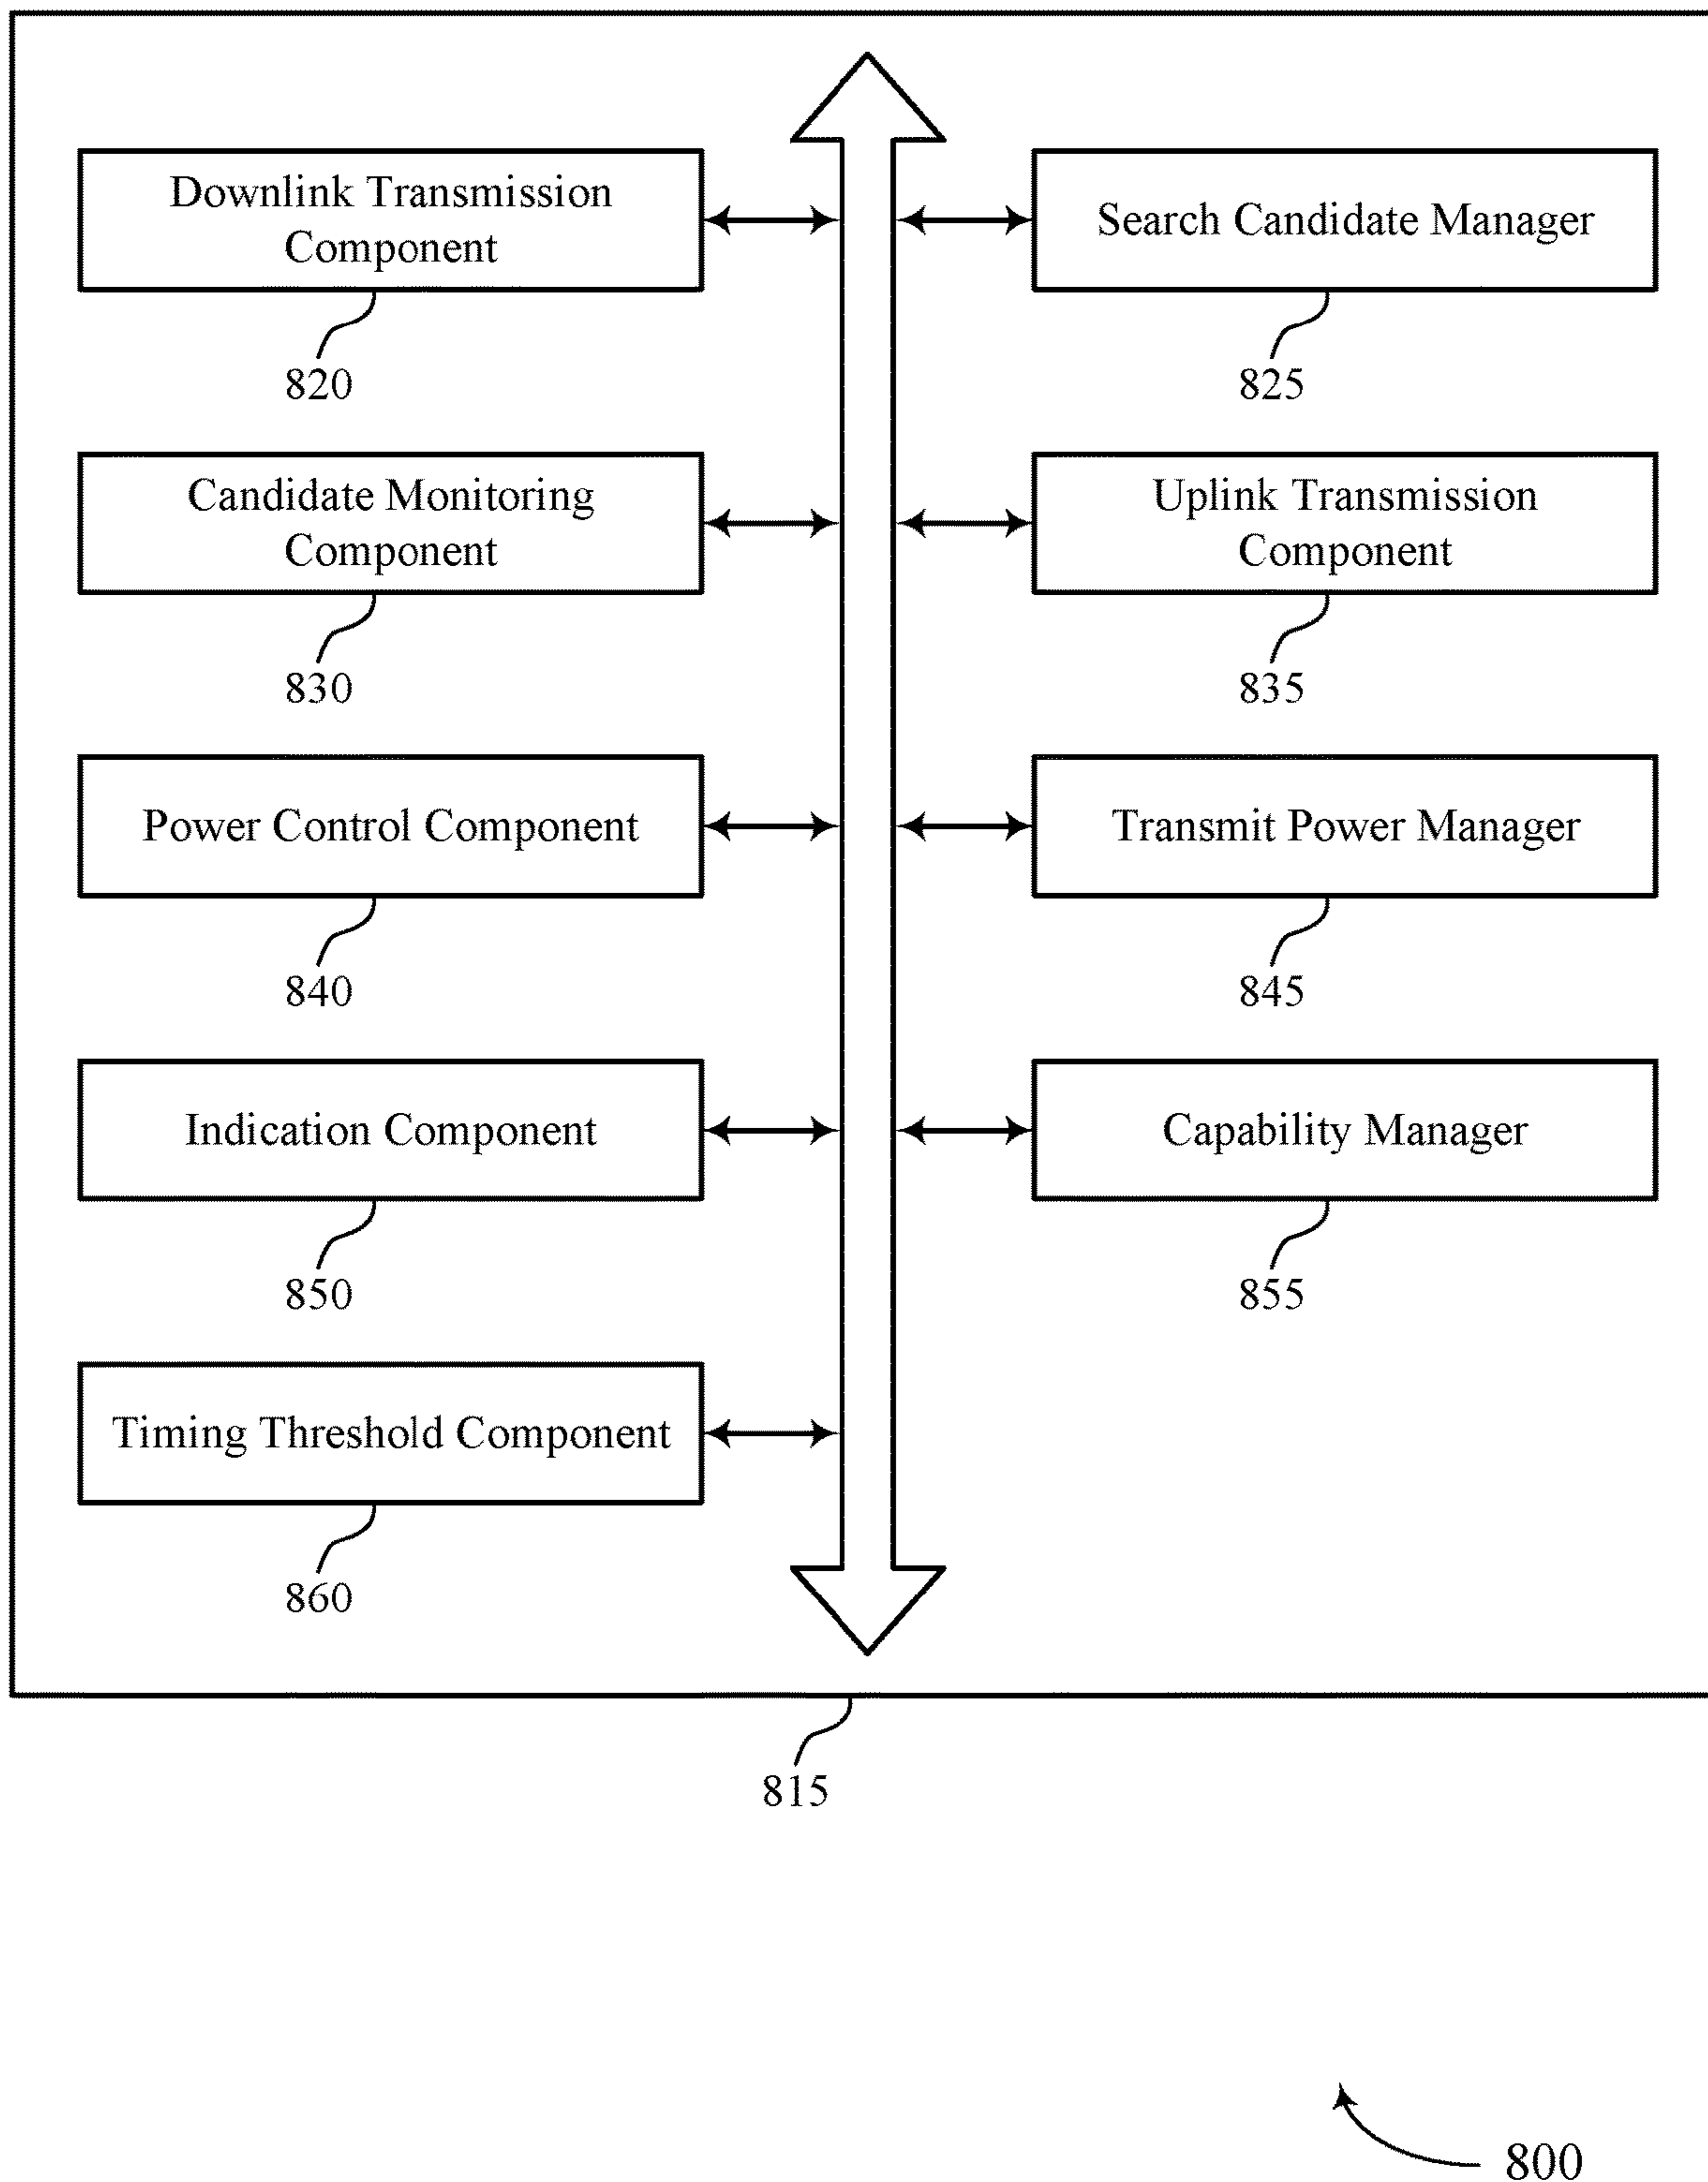 Downlink Transmission
Component
820
Search Candidate Manager
825
Candidate Monitoring
Component
830
Uplink Transmission
Component
835
Power Control Component
840
Transmit Power Manager
845
Indication Component
850
Capability Manager
855
Timing Threshold Component
860
815
800